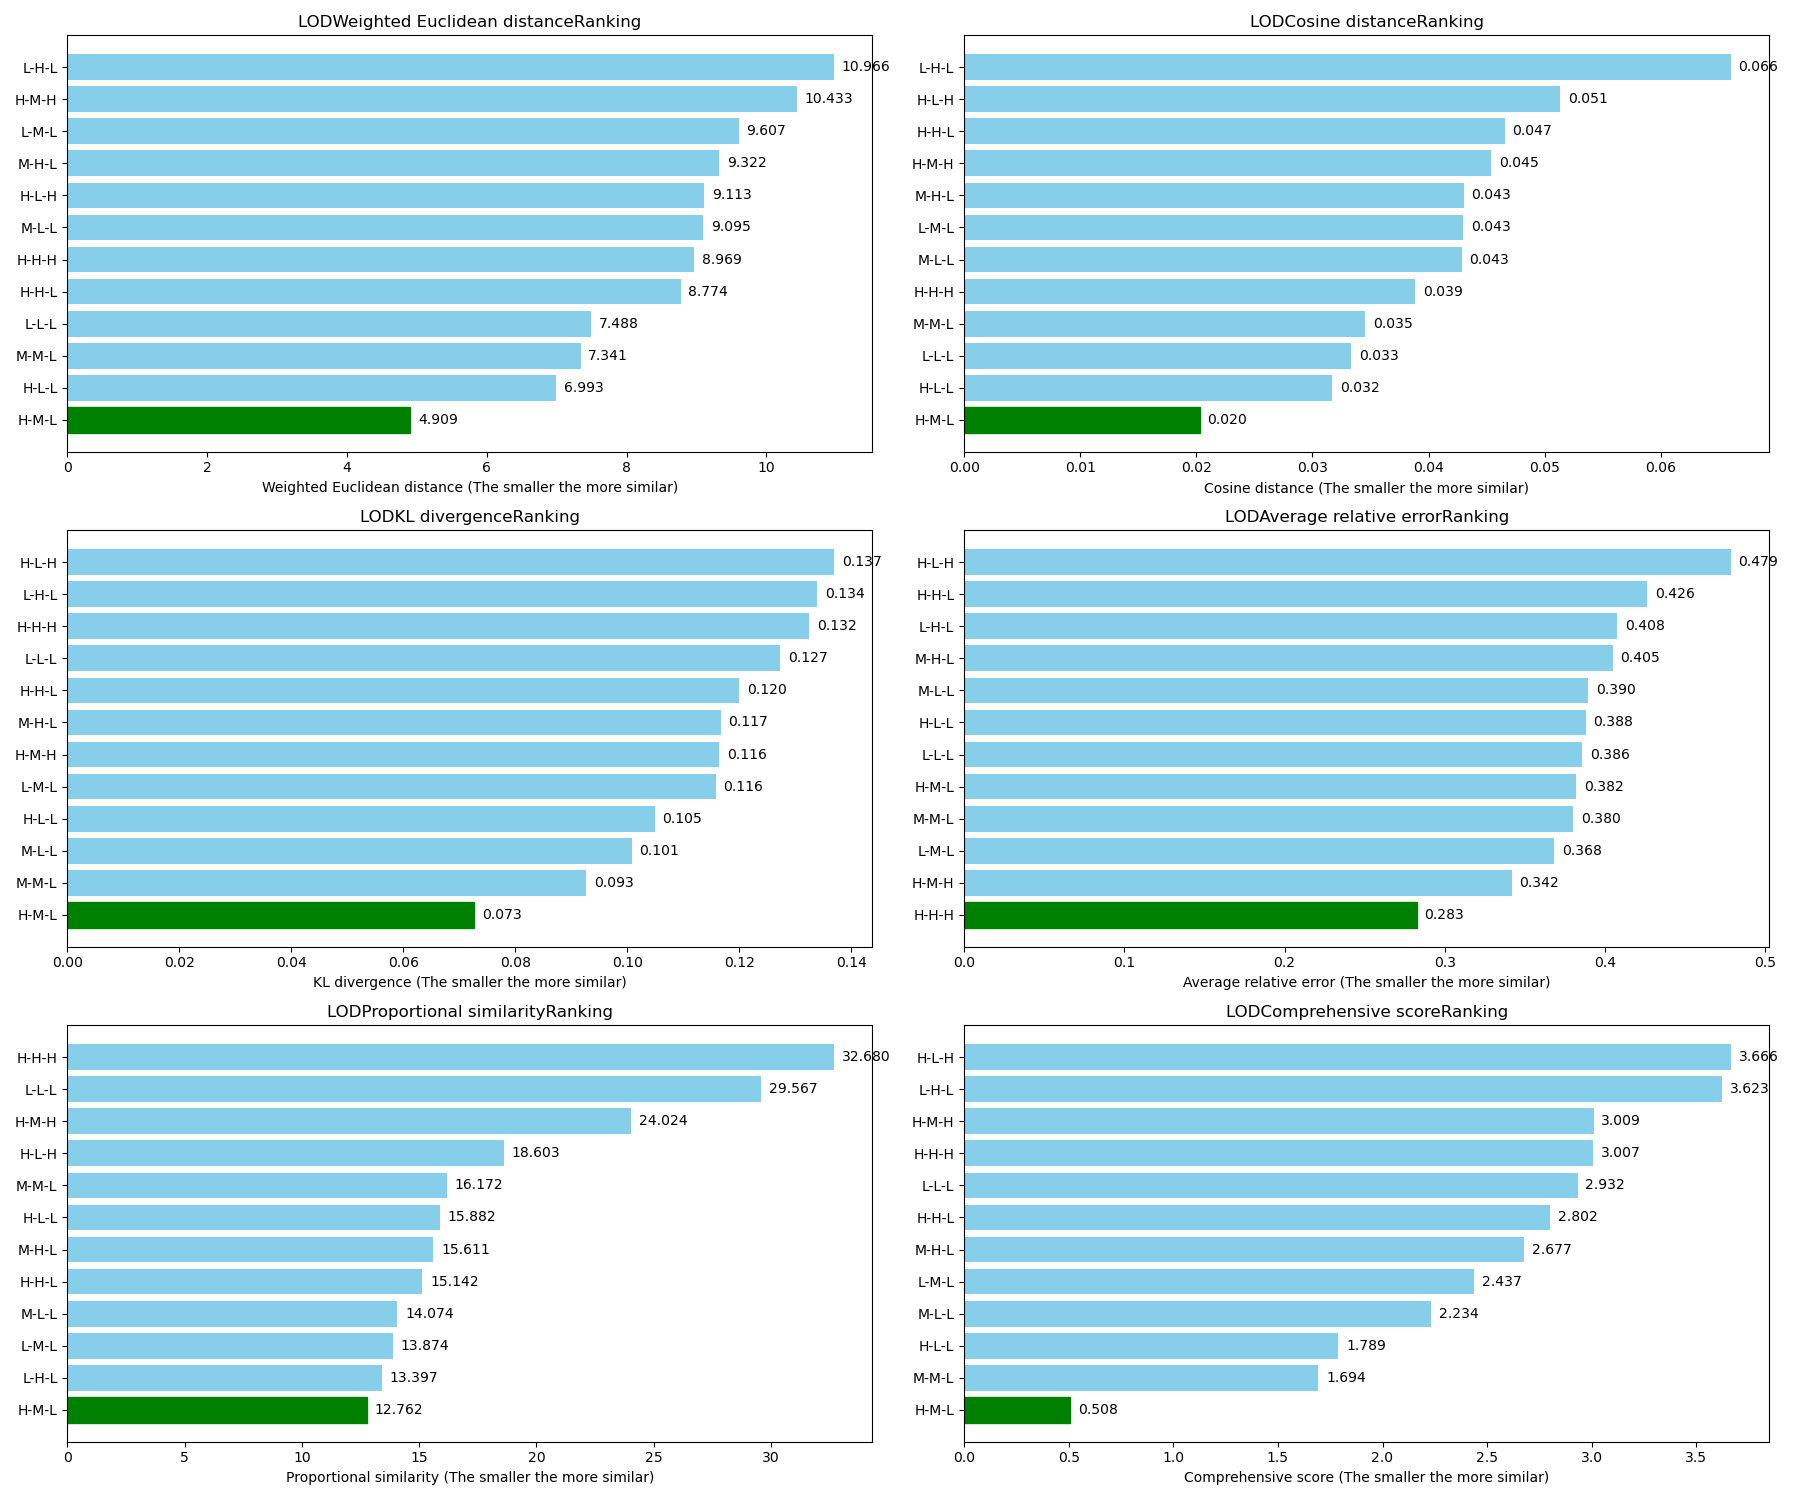 LODWeighted Euclidean distanceRanking
L-H-L 10.966
H-M-H 10.433
L-M-L 9.607
M-H-L 9.322
H-L-H 9.113
M-L-L 9.095
H-H-H 8.969
H-H-L 8.774
L-L-L 7.488
M-M-L 7.341
H-L-L 6.993
H-M-L 4.909
0 2 4 6 8 10
Weighted Euclidean distance (The smaller the more similar)
LODCosine distanceRanking
L-H-L 0.066
H-L-H 0.051
H-H-L 0.047
H-M-H 0.045
M-H-L 0.043
L-M-L 0.043
M-L-L 0.043
H-H-H 0.039
M-M-L 0.035
L-L-L 0.033
H-L-L 0.032
H-M-L 0.020
0.00 0.01 0.02 0.03 0.04 0.05 0.06
Cosine distance (The smaller the more similar)
LODKL divergenceRanking
H-L-H 0.137
L-H-L 0.134
H-H-H 0.132
L-L-L 0.127
H-H-L 0.120
M-H-L 0.117
H-M-H 0.116
L-M-L 0.116
H-L-L 0.105
M-L-L 0.101
M-M-L 0.093
H-M-L 0.073
0.00 0.02 0.04 0.06 0.08 0.10 0.12 0.14
KL divergence (The smaller the more similar)
LODAverage relative errorRanking
H-L-H 0.479
H-H-L 0.426
L-H-L 0.408
M-H-L 0.405
M-L-L 0.390
H-L-L 0.388
L-L-L 0.386
H-M-L 0.382
M-M-L 0.380
L-M-L 0.368
H-M-H 0.342
H-H-H 0.283
0.0 0.1 0.2 0.3 0.4 0.5
Average relative error (The smaller the more similar)
LODProportional similarityRanking
H-H-H 32.680
L-L-L 29.567
H-M-H 24.024
H-L-H 18.603
M-M-L 16.172
H-L-L 15.882
M-H-L 15.611
H-H-L 15.142
M-L-L 14.074
L-M-L 13.874
L-H-L 13.397
H-M-L 12.762
0 5 10 15 20 25 30
Proportional similarity (The smaller the more similar)
LODComprehensive scoreRanking
H-L-H 3.666
L-H-L 3.623
H-M-H 3.009
H-H-H 3.007
L-L-L 2.932
H-H-L 2.802
M-H-L 2.677
L-M-L 2.437
M-L-L 2.234
H-L-L 1.789
M-M-L 1.694
H-M-L 0.508
0.0 0.5 1.0 1.5 2.0 2.5 3.0 3.5
Comprehensive score (The smaller the more similar)